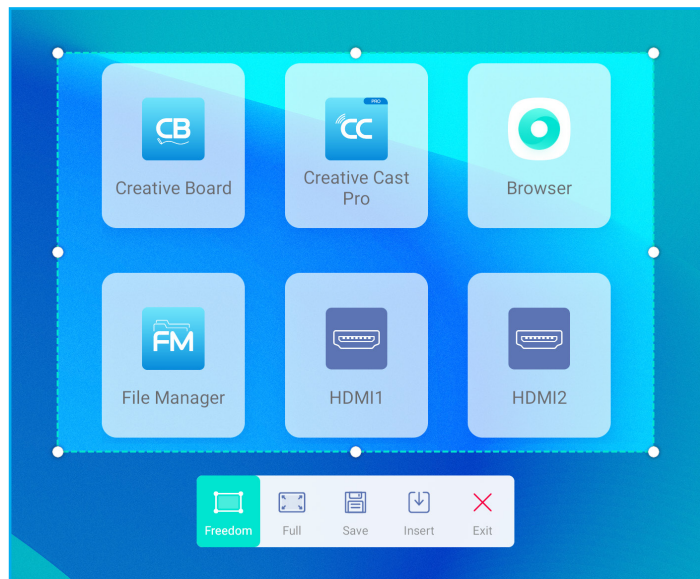 CB
PRO
CC
Creative Board
Creative Cast
Pro
Browser
FM
File Manager
HDMI1
HDMI2
Freedom
Full
Save
Insert
Exit